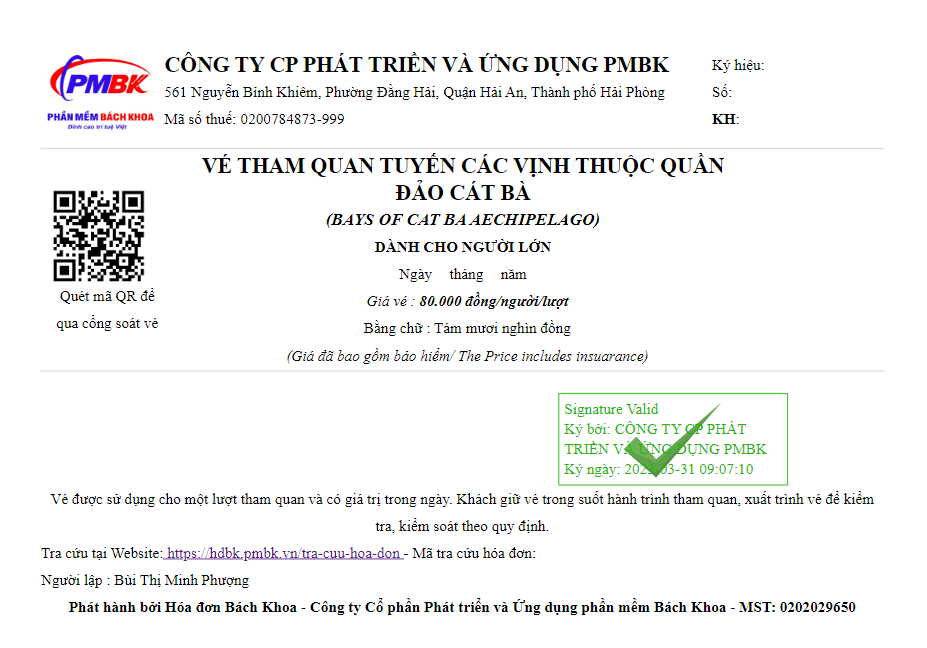 PMBK
PHẦN MỀM BÁCH KHOA
Đỉnh cao trí tuệ Việt
CÔNG TY CP PHÁT TRIỂN VÀ ỨNG DỤNG PMBK
561 Nguyễn Bỉnh Khiêm, Phường Đằng Hải, Quận Hải An, Thành phố Hải Phòng
Mã số thuế: 0200784873-999
Ký hiệu:
Số:
KH:
VÉ THAM QUAN TUYẾN CÁC VỊNH THUỘC QUẦN
ĐẢO CÁT BÀ
(BAYS OF CAT BA AECHIPELAGO)
DÀNH CHO NGƯỜI LỚN
Ngày tháng năm
Giá vé : 80.000 đồng/người/lượt
Bằng chữ : Tám mươi nghìn đồng
(Giá đã bao gồm bảo hiểm/ The Price includes insuarance)
Quét mã QR để
qua cổng soát vé
Signature Valid
Ký bởi: CÔNG TY CP PHÁT
TRIỂN VÀ ỨNG DỤNG PMBK
Ký ngày: 03-31 09:07:10
Vé được sử dụng cho một lượt tham quan và có giá trị trong ngày. Khách giữ vé trong suốt hành trình tham quan, xuất trình vé để kiểm
tra, kiểm soát theo quy định.
Tra cứu tại Website: https://hdbk.pmbk.vn/tra-cuu-hoa-don - Mã tra cứu hóa đơn:
Người lập : Bùi Thị Minh Phượng
Phát hành bởi Hóa đơn Bách Khoa - Công ty Cổ phần Phát triển và Ứng dụng phần mềm Bách Khoa - MST: 0202029650